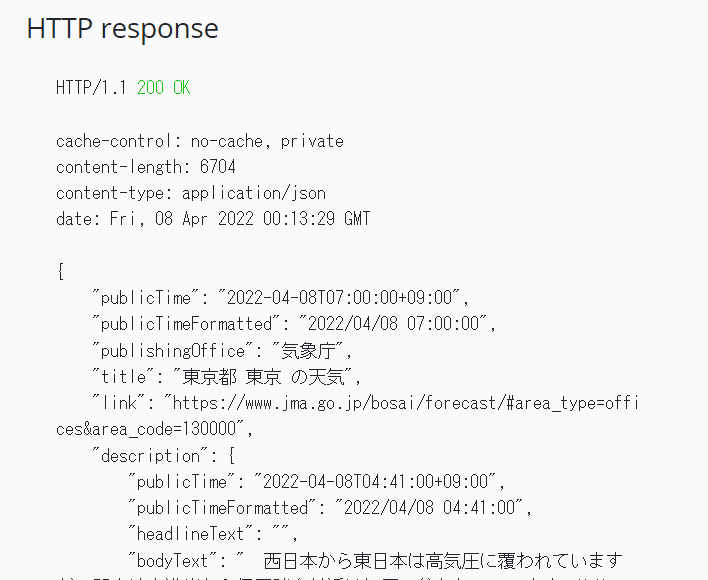 HTTP response
HTTP/1.1 200 OK
cache-control: no-cache, private
content-length: 6704
content-type: application/json
date: Fri, 08 Apr 2022 00:13:29 GMT
{
"publicTime": "2022-04-08T07:00:00+09:00",
"publicTimeFormatted": "2022/04/08 07:00:00",
"publishingOffice": "気象庁",
"title": "東京都 東京 の天気",
"link": "https://www.jma.go.jp/bosai/forecast/#area_type=offi
ces&area_code=130000",
"description": {
"publicTime": "2022-04-08T04:41:00+09:00",
"publicTimeFormatted": "2022/04/08 04:41:00",
"headlineText": "",
"bodyText": "　西日本から東日本は高気圧に覆われています